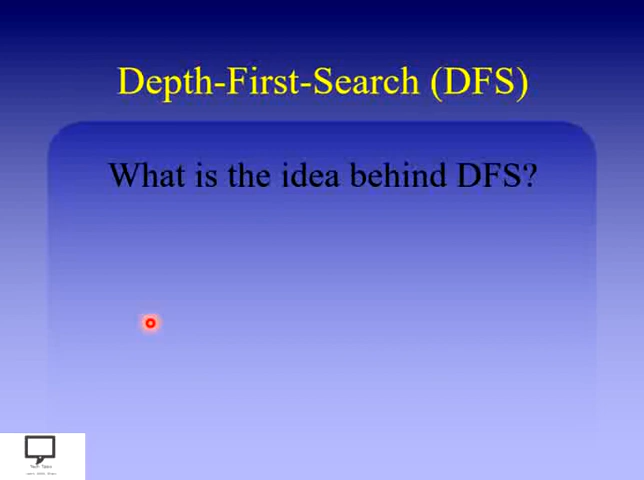 Depth-First-Search (DFS)
What is the idea behind DFS?